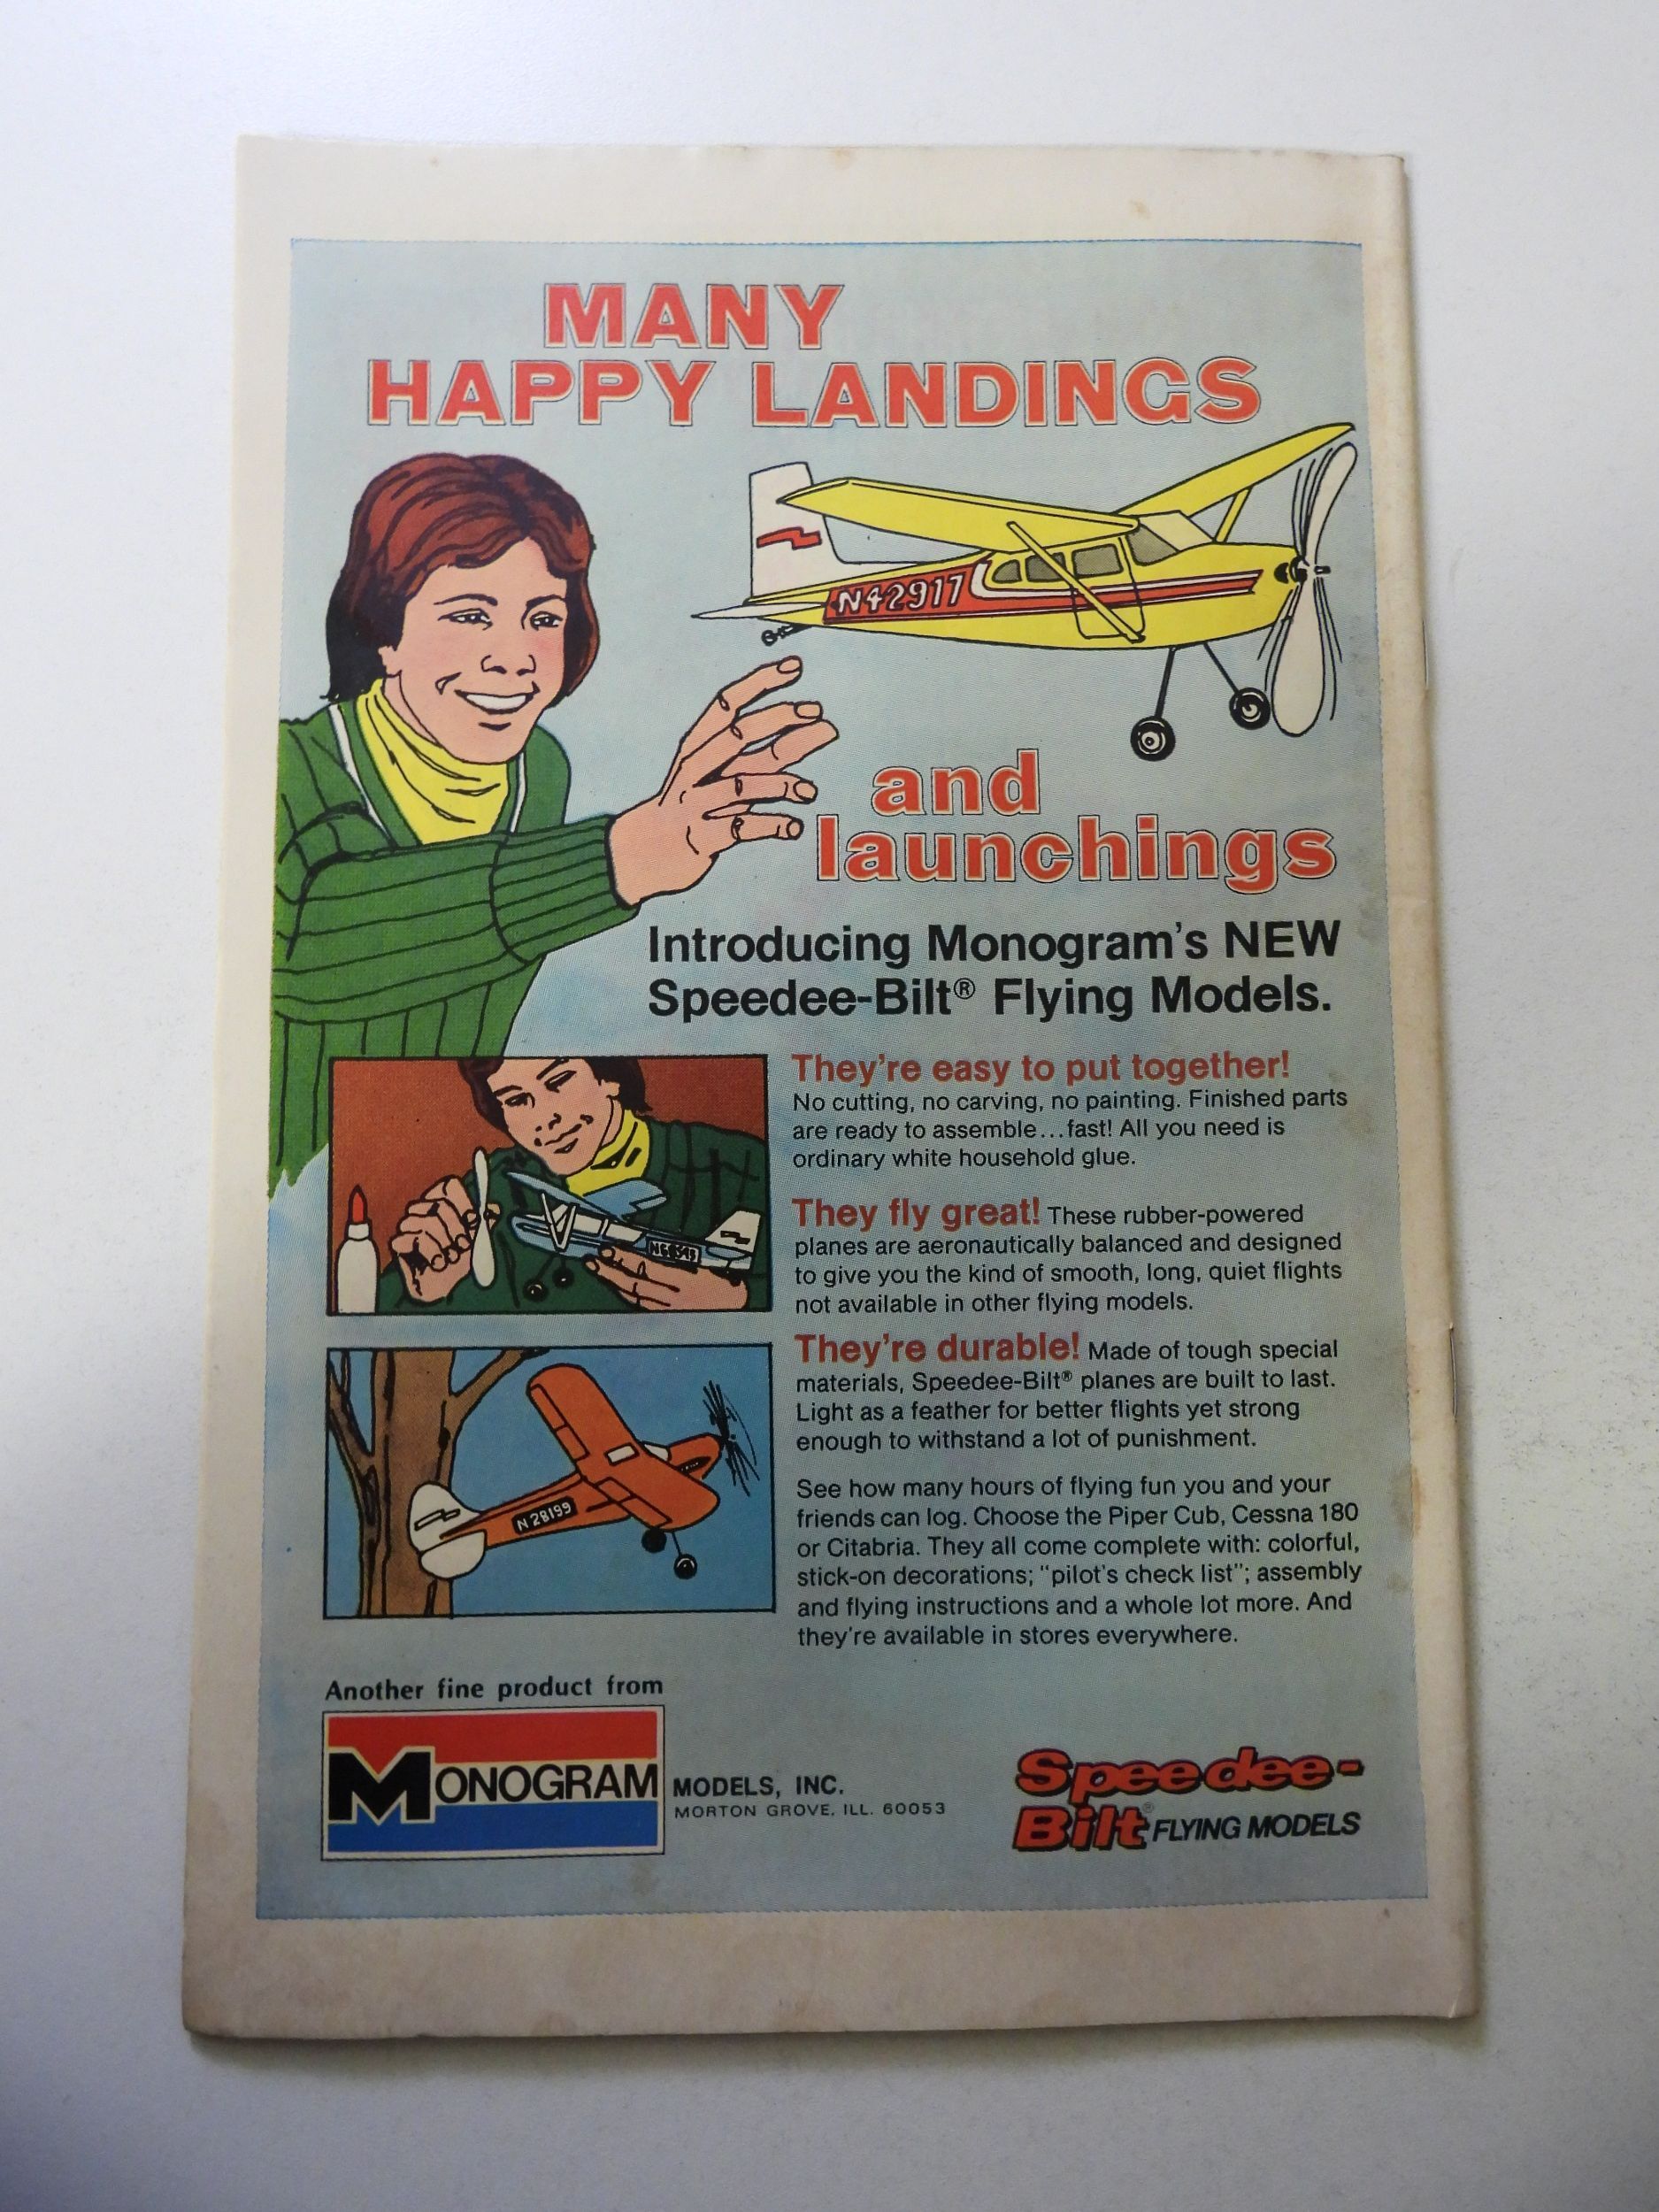 MANY
HAPPY LANDINGS
N42917
and
launchings
Introducing Monogram's NEW
Speedee-Bilt® Flying Models.
They're easy to put together!
No cutting, no carving, no painting. Finished parts
are ready to assemble...fast! All you need is
ordinary white household glue.
They fly great! These rubber-powered
planes are aeronautically balanced and designed
to give you the kind of smooth, long, quiet flights
not available in other flying models.
They're durable! Made of tough special
materials, Speedee-Bilt® planes are built to last.
Light as a feather for better flights yet strong
enough to withstand a lot of punishment.
N 28199
See how many hours of flying fun you and your
friends can log. Choose the Piper Cub, Cessna 180
or Citabria. They all come complete with: colorful,
stick-on decorations; "pilot's check list"; assembly
and flying instructions and a whole lot more. And
they're available in stores everywhere.
Another fine product from
MONOGRAM MODELS, INC.
MORTON GROVE, ILL. 60053
Speedee-
Bilt® FLYING MODELS